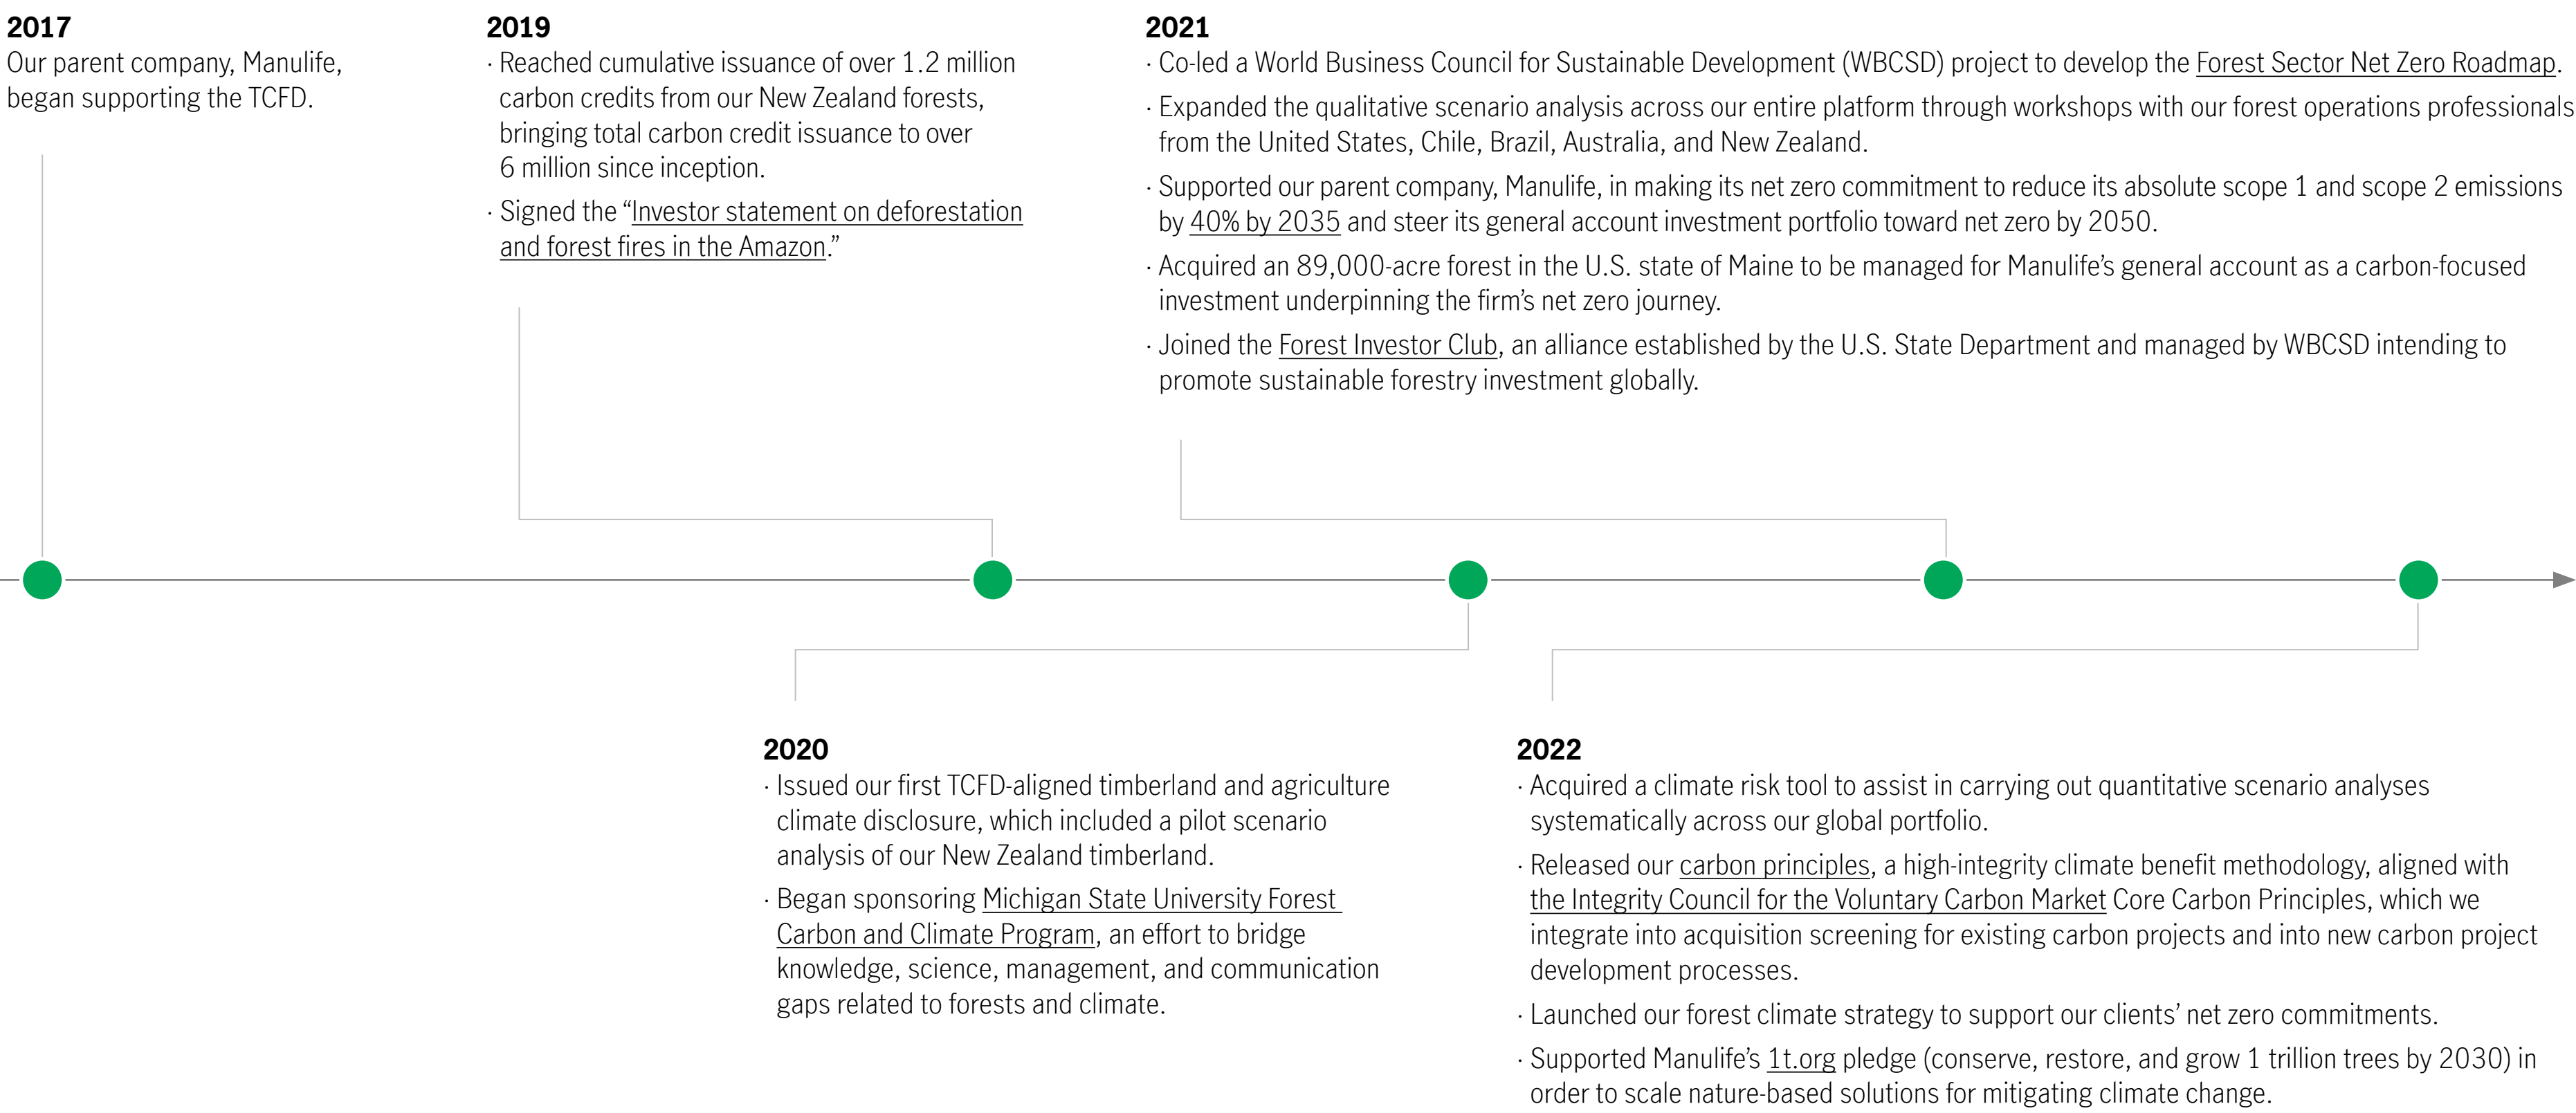 2017
Our parent company, Manulife,
began supporting the TCFD.
2019
· Reached cumulative issuance of over 1.2 million
carbon credits from our New Zealand forests,
bringing total carbon credit issuance to over
6 million since inception.
· Signed the “Investor statement on deforestation
and forest fires in the Amazon.”
2021
· Co-led a World Business Council for Sustainable Development (WBCSD) project to develop the Forest Sector Net Zero Roadmap.
· Expanded the qualitative scenario analysis across our entire platform through workshops with our forest operations professionals
from the United States, Chile, Brazil, Australia, and New Zealand.
· Supported our parent company, Manulife, in making its net zero commitment to reduce its absolute scope 1 and scope 2 emissions
by 40% by 2035 and steer its general account investment portfolio toward net zero by 2050.
· Acquired an 89,000-acre forest in the U.S. state of Maine to be managed for Manulife’s general account as a carbon-focused
investment underpinning the firm’s net zero journey.
· Joined the Forest Investor Club, an alliance established by the U.S. State Department and managed by WBCSD intending to
promote sustainable forestry investment globally.
2020
· Issued our first TCFD-aligned timberland and agriculture
climate disclosure, which included a pilot scenario
analysis of our New Zealand timberland.
· Began sponsoring Michigan State University Forest
Carbon and Climate Program, an effort to bridge
knowledge, science, management, and communication
gaps related to forests and climate.
2022
· Acquired a climate risk tool to assist in carrying out quantitative scenario analyses
systematically across our global portfolio.
· Released our carbon principles, a high-integrity climate benefit methodology, aligned with
the Integrity Council for the Voluntary Carbon Market Core Carbon Principles, which we
integrate into acquisition screening for existing carbon projects and into new carbon project
development processes.
· Launched our forest climate strategy to support our clients’ net zero commitments.
· Supported Manulife’s 1t.org pledge (conserve, restore, and grow 1 trillion trees by 2030) in
order to scale nature-based solutions for mitigating climate change.